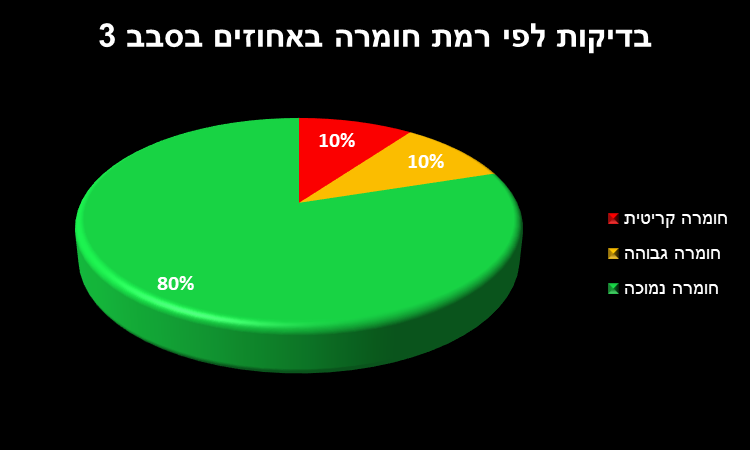 בדיקות לפי רמת חומרה באחוזים בסבב 3
10%
10%
80%
חומרה קריטית
חומרה גבוהה
חומרה נמוכה